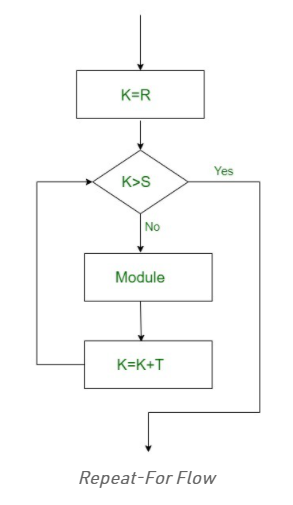 K=R
K>S
Yes
No
Module
K=K+T
Repeat-For Flow